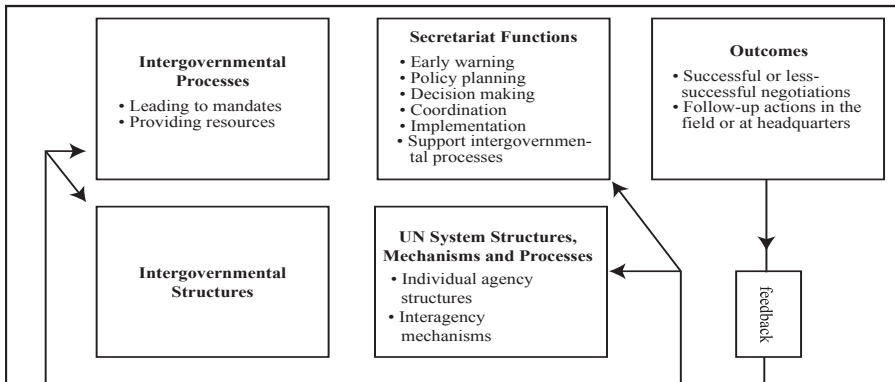 Intergovernmental
Processes
• Leading to mandates
• Providing resources
Secretariat Functions
• Early warning
• Policy planning
• Decision making
• Coordination
• Implementation
• Support intergovernmen-
tal processes
Outcomes
• Successful or less-
successful negotiations
• Follow-up actions in the
field or at headquarters
Intergovernmental
Structures
UN System Structures,
Mechanisms and Processes
• Individual agency
structures
• Interagency
mechanisms
feedback